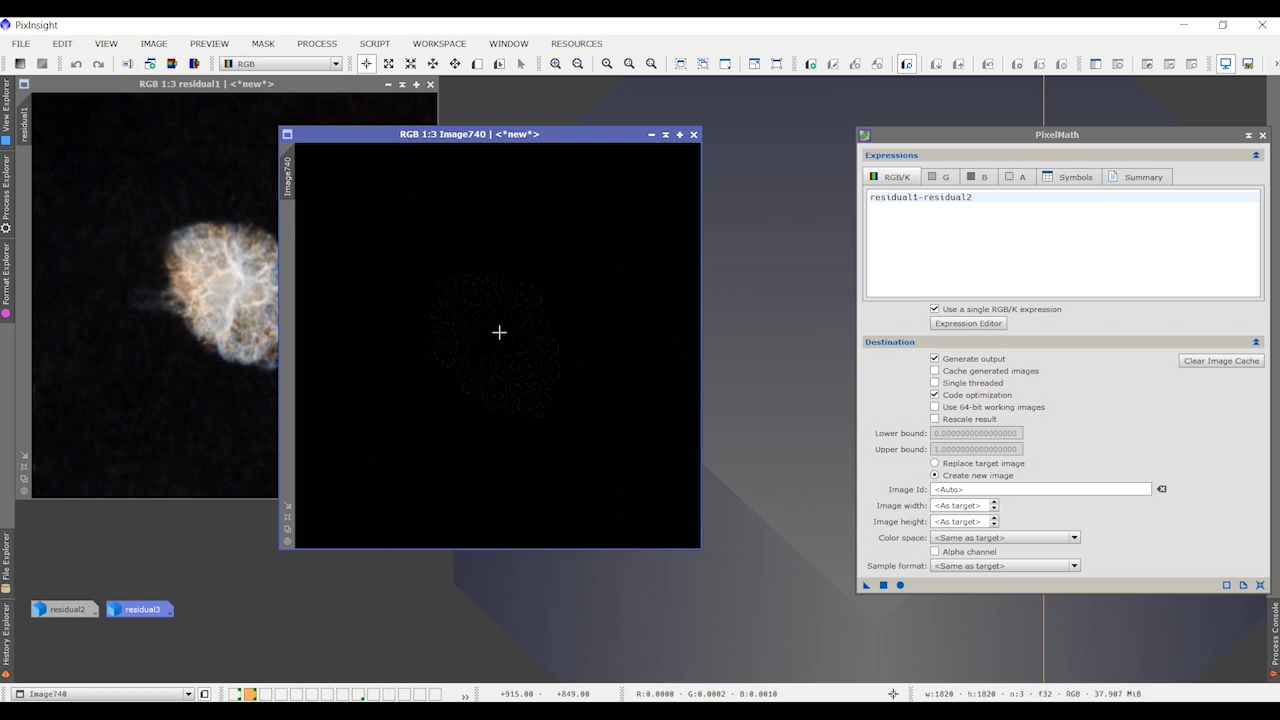 PixInsight
FILE EDIT VIEW IMAGE PREVIEW MASK PROCESS SCRIPT WORKSPACE WINDOW RESOURCES
RGB
View Explorer
Process Explorer
Format Explorer
File Explorer
History Explorer
RGB 1:3 residual1 | <*new*>
residual1
RGB 1:3 Image740 | <*new*>
Image740
PixelMath
Expressions
RGB/K G B A Symbols Summary
residual1-residual2
Use a single RGB/K expression
Expression Editor
Destination
Generate output
Clear Image Cache
Cache generated images
Single threaded
Code optimization
Use 64-bit working images
Rescale result
Lower bound: 0.0000000000000000
Upper bound: 1.0000000000000000
Replace target image
Create new image
Image Id: <Auto>
Image width: <As target>
Image height: <As target>
Color space: <Same as target>
Alpha channel
Sample format: <Same as target>
residual2
residual3
Process Console
Image740
+915.00 · +849.00
R:0.0000 · G:0.0002 · B:0.0010
w:1820 · h:1820 · n:3 · f32 · RGB · 37.907 MiB